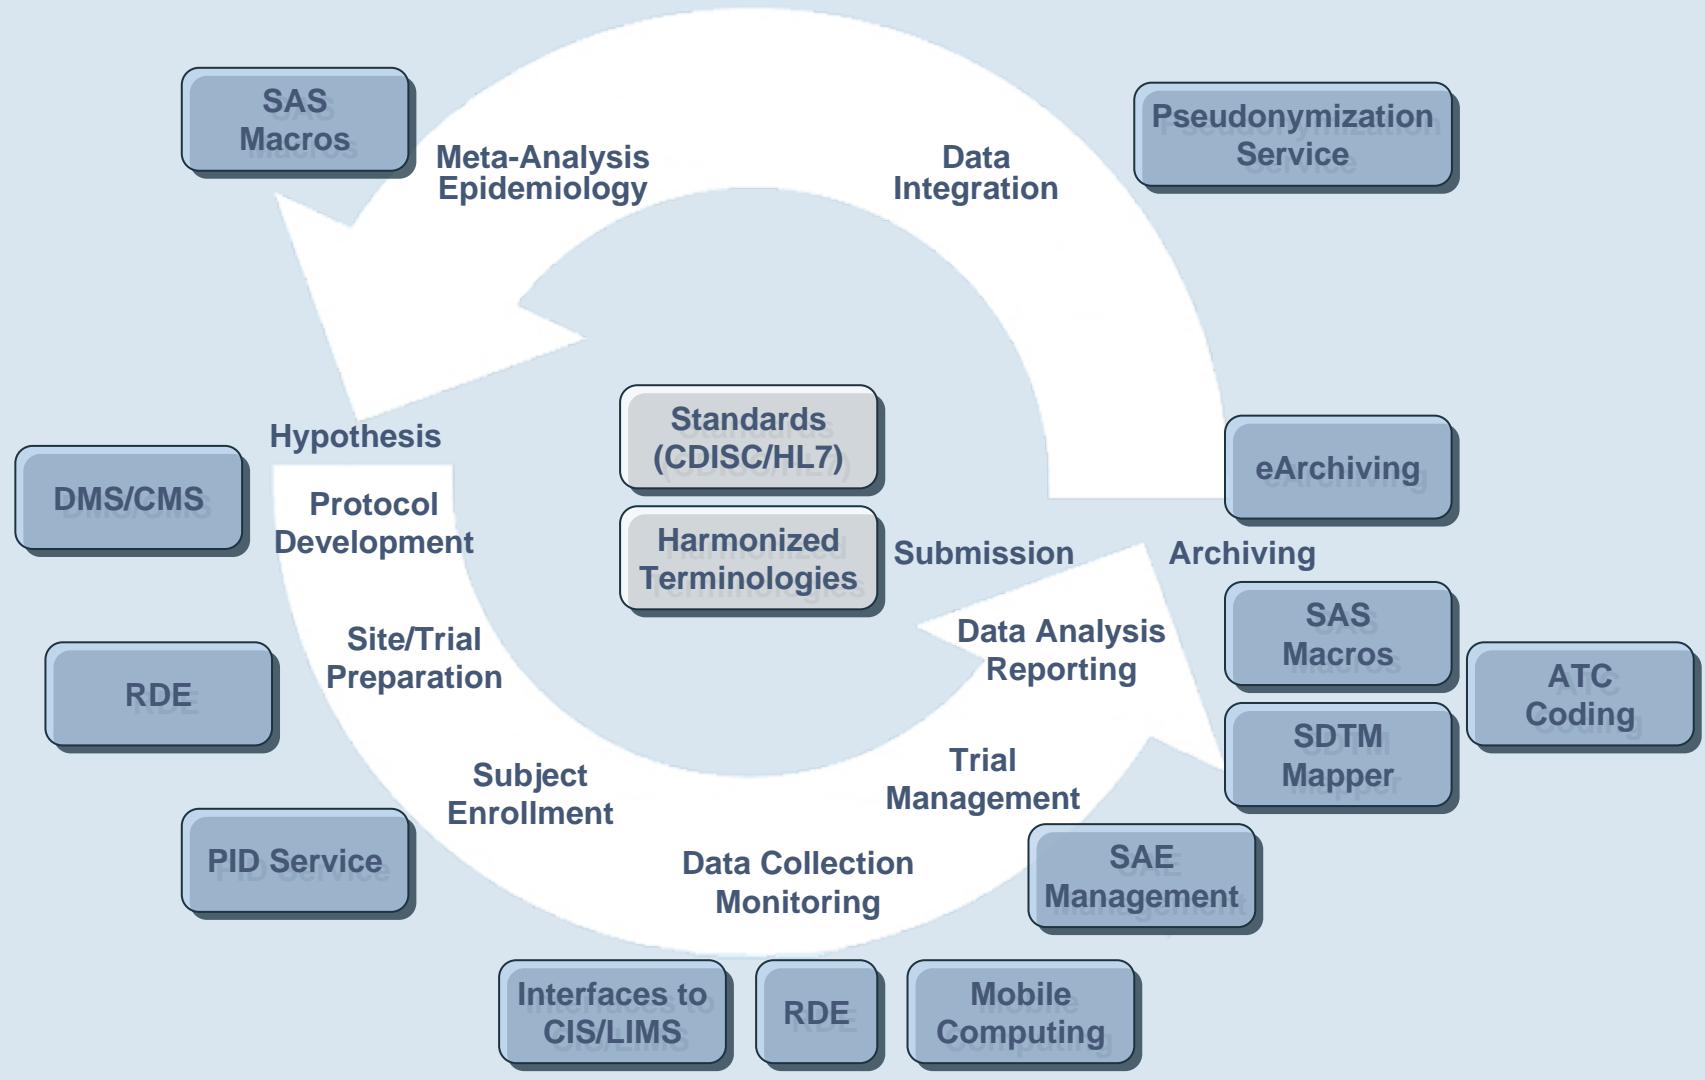 SAS
Macros
Pseudonymization
Service
Meta-Analysis
Epidemiology
Data
Integration
Hypothesis
Standards
(CDISC/HL7)
eArchiving
DMS/CMS
Protocol
Development
Harmonized
Terminologies
Submission
Archiving
SAS
Macros
Data Analysis
Reporting
Site/Trial
Preparation
RDE
ATC
Coding
SDTM
Mapper
Trial
Management
Subject
Enrollment
PID Service
Data Collection
Monitoring
SAE
Management
Interfaces to
CIS/LIMS
RDE
Mobile
Computing